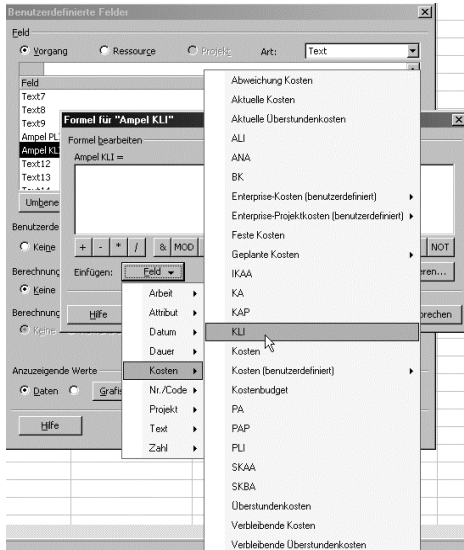 Benutzerdefinierte Felder
Feld
Vorgang Ressource Projekt Art: Text
Feld
Text7
Text8
Text9
Ampel PL
Ampel KL
Text12
Text13
Formel für "Ampel KLI"
Formel bearbeiten
Ampel KLI =
+ - * / & MOD NOT
Einfügen: Feld
Hilfe
Umbene
Benutzerde
Keine
Berechnung
Keine
Berechnung
Keine
Anzuzeigende Werte
Daten Grafi
Hilfe
Arbeit
Attribut
Datum
Dauer
Kosten
Nr./Code
Projekt
Text
Zahl
Abweichung Kosten
Aktuelle Kosten
Aktuelle Überstundenkosten
ALI
ANA
BK
Enterprise-Kosten (benutzerdefiniert)
Enterprise-Projektkosten (benutzerdefiniert)
Feste Kosten
Geplante Kosten
IKAA
KA
KAP
KLI
Kosten
Kosten (benutzerdefiniert)
Kostenbudget
PA
PAP
PLI
SKAA
SKBA
Überstundenkosten
Verbleibende Kosten
Verbleibende Überstundenkosten
ren...
brechen